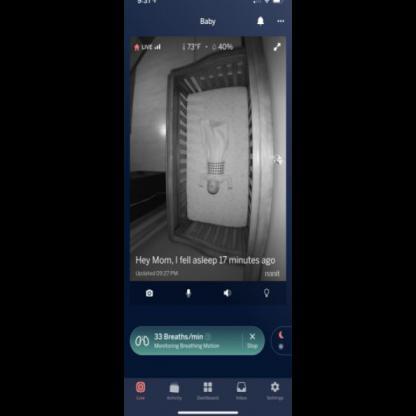 9:37
Baby
LIVE
73°F • 40%
Hey Mom, I fell asleep 17 minutes ago
Updated 09:27 PM
nanit
33 Breaths/min
Monitoring Breathing Motion
Stop
Live
Activity
Dashboard
Inbox
Settings